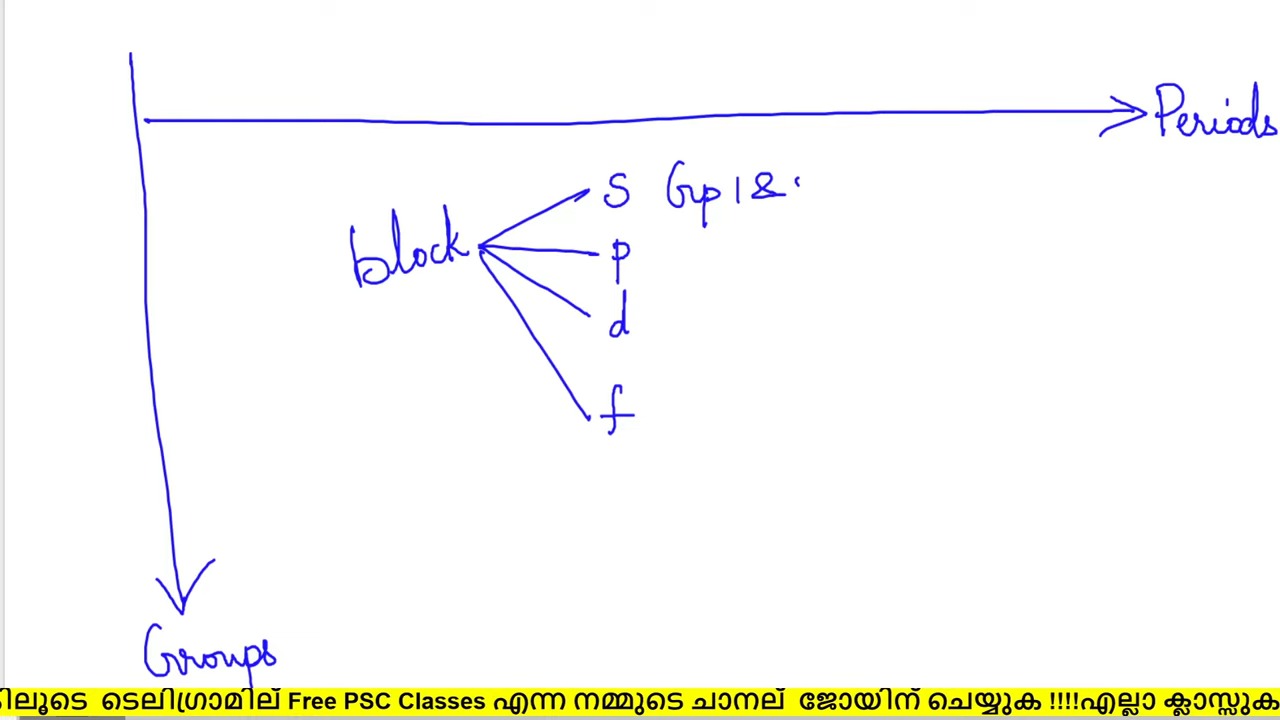 Periods
S Grp 1 &
block
p
d
f
Groups
ടെലിഗ്രാമില് Free PSC Classes എന്ന നമ്മുടെ ചാനല് ജോയിന് ചെയ്യുക !!!!എല്ലാ ക്ലാസ്സുക